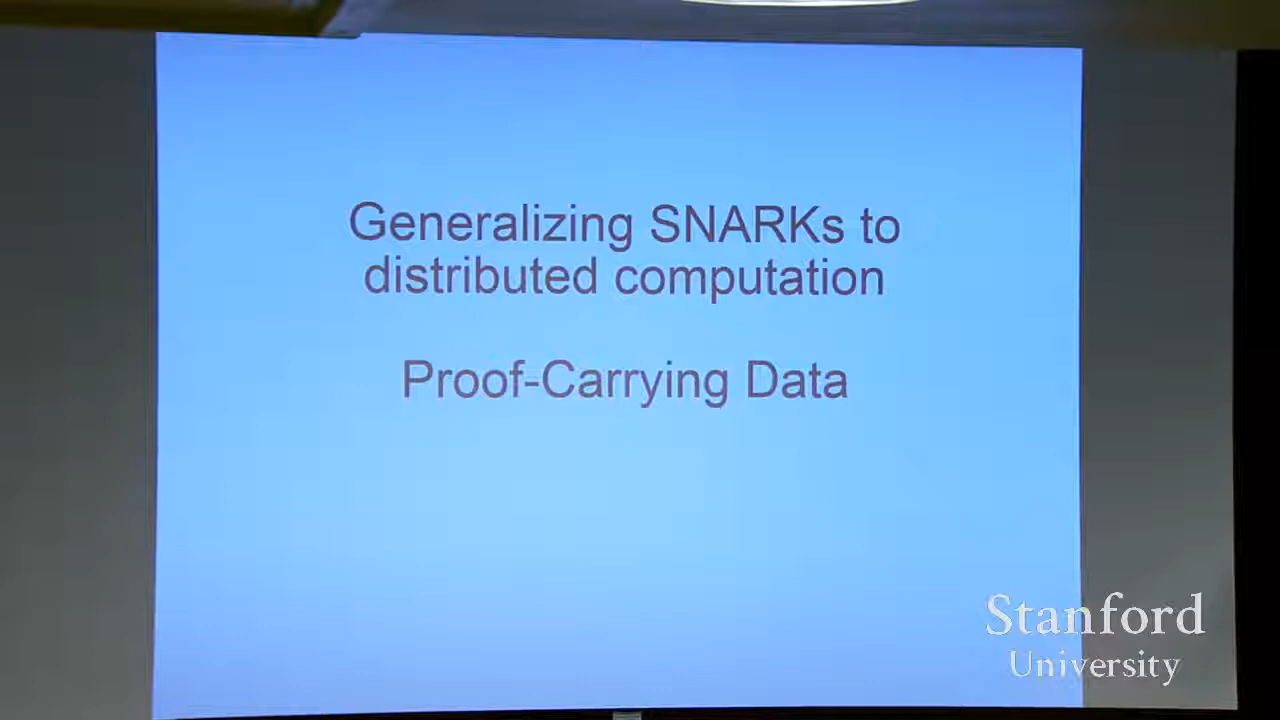 Generalizing SNARKs to
distributed computation
Proof-Carrying Data
Stanford
University